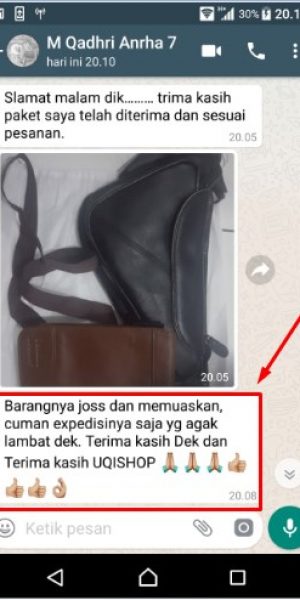 30% 20.1
M Qadhri Anrha 7
hari ini 20.10
Slamat malam dik......... trima kasih
paket saya telah diterima dan sesuai
pesanan.
20.05
20.05
Barangnya joss dan memuaskan,
cuman expedisinya saja yg agak
lambat dek. Terima kasih Dek dan
Terima kasih UQISHOP 🙏🙏🙏👍
👍👍👌
20.08
Ketik pesan